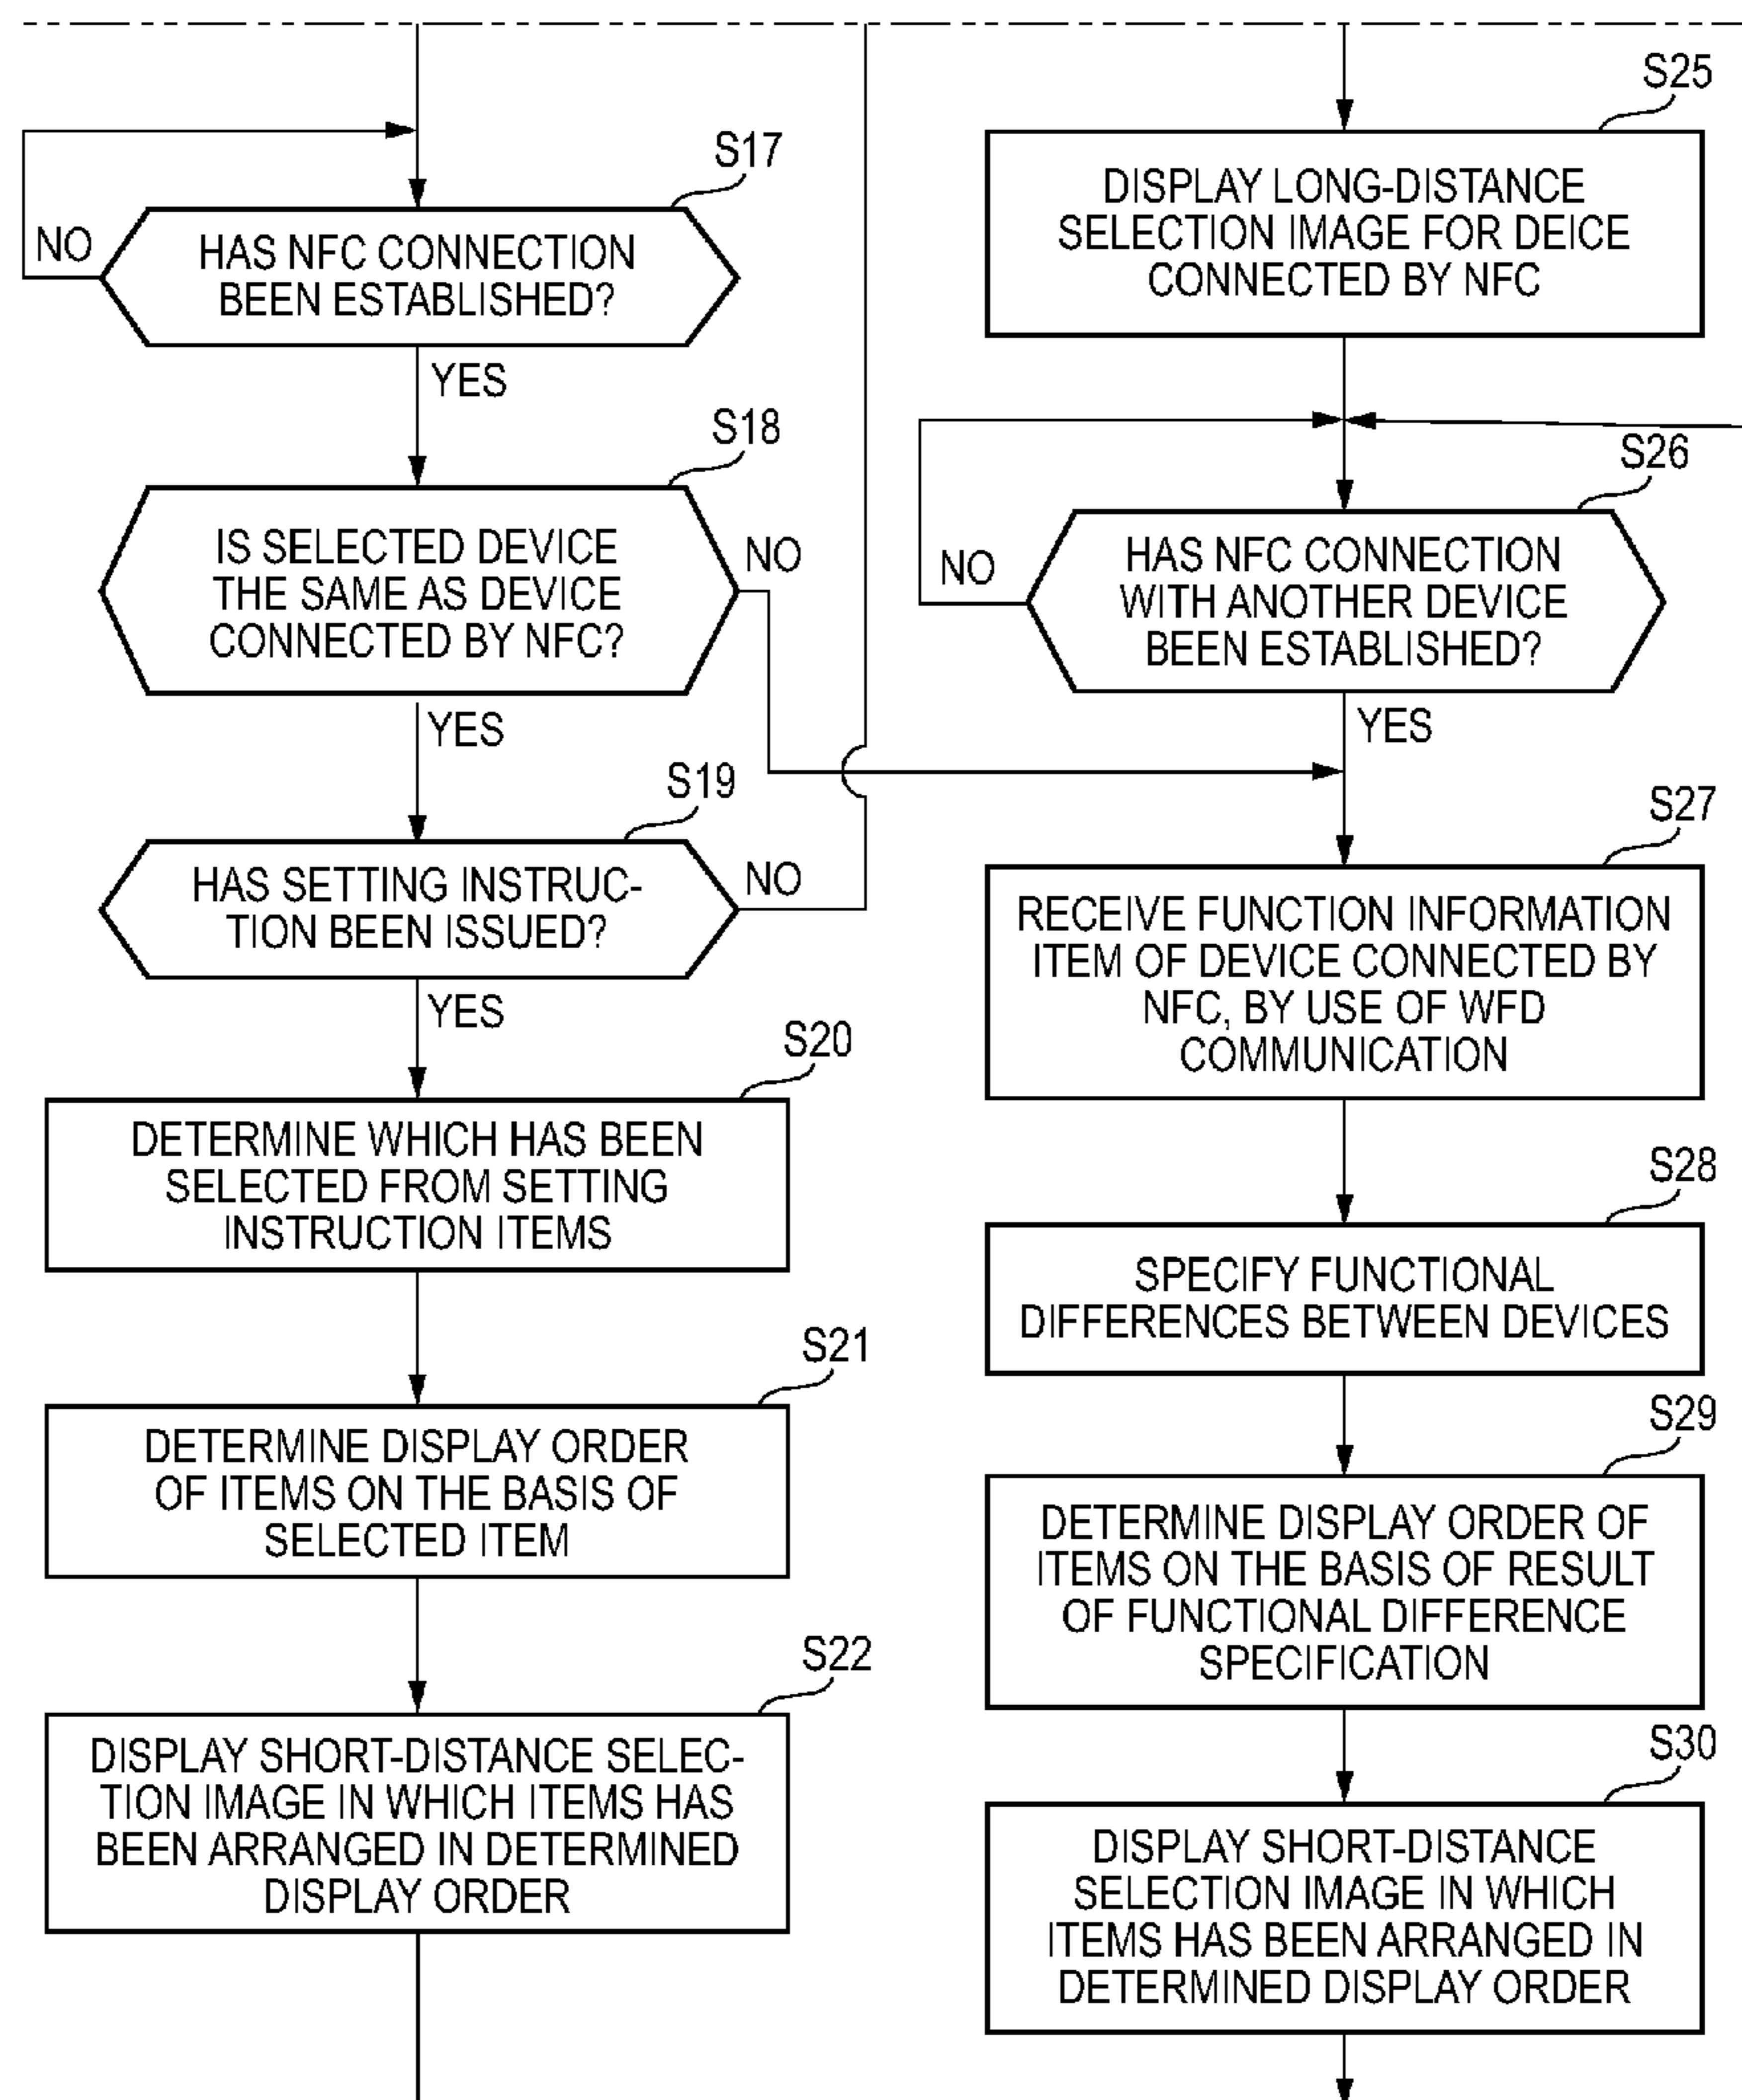 S17
HAS NFC CONNECTION
BEEN ESTABLISHED?
NO
YES
S18
IS SELECTED DEVICE
THE SAME AS DEVICE
CONNECTED BY NFC?
NO
YES
S19
HAS SETTING INSTRUC-
TION BEEN ISSUED?
NO
YES
S20
DETERMINE WHICH HAS BEEN
SELECTED FROM SETTING
INSTRUCTION ITEMS
S21
DETERMINE DISPLAY ORDER
OF ITEMS ON THE BASIS OF
SELECTED ITEM
S22
DISPLAY SHORT-DISTANCE SELEC-
TION IMAGE IN WHICH ITEMS HAS
BEEN ARRANGED IN DETERMINED
DISPLAY ORDER
S25
DISPLAY LONG-DISTANCE
SELECTION IMAGE FOR DEICE
CONNECTED BY NFC
S26
HAS NFC CONNECTION
WITH ANOTHER DEVICE
BEEN ESTABLISHED?
NO
YES
S27
RECEIVE FUNCTION INFORMATION
ITEM OF DEVICE CONNECTED BY
NFC, BY USE OF WFD
COMMUNICATION
S28
SPECIFY FUNCTIONAL
DIFFERENCES BETWEEN DEVICES
S29
DETERMINE DISPLAY ORDER OF
ITEMS ON THE BASIS OF RESULT
OF FUNCTIONAL DIFFERENCE
SPECIFICATION
S30
DISPLAY SHORT-DISTANCE
SELECTION IMAGE IN WHICH
ITEMS HAS BEEN ARRANGED IN
DETERMINED DISPLAY ORDER